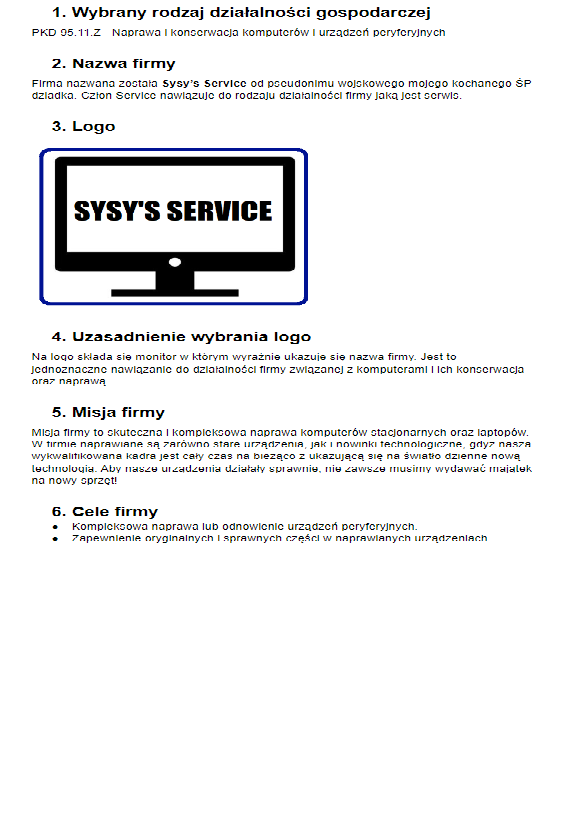 1. Wybrany rodzaj działalności gospodarczej
PKD 95.11.Z Naprawa i konserwacja komputerów i urządzeń peryferyjnych
2. Nazwa firmy
Firma nazwana została Sysy's Service od pseudonimu wojskowego mojego kochanego ŚP
dziadka. Człon Service nawiązuje do rodzaju działalności firmy jaką jest serwis.
3. Logo
SYSY'S SERVICE
4. Uzasadnienie wybrania logo
Na logo składa się monitor w którym wyraźnie ukazuje się nazwa firmy. Jest to
jednoznaczne nawiązanie do działalności firmy związanej z komputerami i ich konserwacja
oraz naprawą
5. Misja firmy
Misja firmy to skuteczna i kompleksowa naprawa komputerów stacjonarnych oraz laptopów.
W firmie naprawiane są zarówno stare urządzenia, jak i nowinki technologiczne, gdyż nasza
wykwalifikowana kadra jest cały czas na bieżąco z ukazującą się na światło dzienne nową
technologią. Aby nasze urządzenia działały sprawnie, nie zawsze musimy wydawać majątek
na nowy sprzęt!
6. Cele firmy
● Kompleksowa naprawa lub odnowienie urządzeń peryferyjnych.
● Zapewnienie oryginalnych i sprawnych części w naprawianych urządzeniach